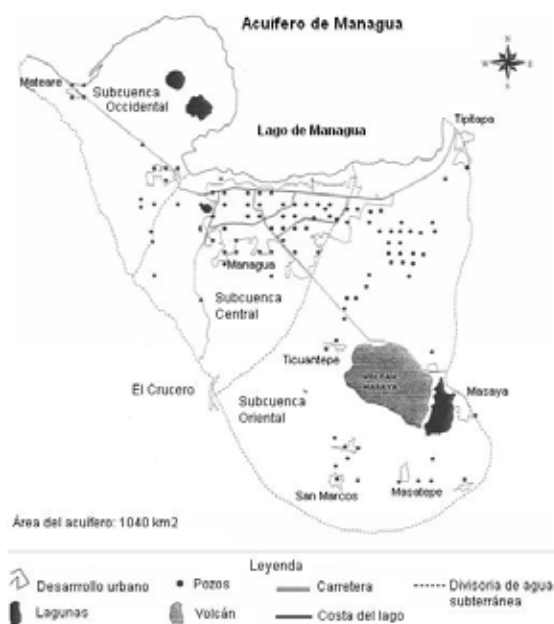 Acuífero de Managua
Mateare
Subcuenca
Occidental
N
W
E
S
Lago de Managua
Tipitapa
Managua
Subcuenca
Central
Ticuantepe
VOLCAN
MASAYA
El Crucero
Subcuenca
Oriental
Masaya
San Marcos
Masatepe
Área del acuífero: 1040 km2
Leyenda
Desarrollo urbano
Pozos
Carretera
Divisoria de agua
subterránea
Lagunas
Volcán
Costa del lago